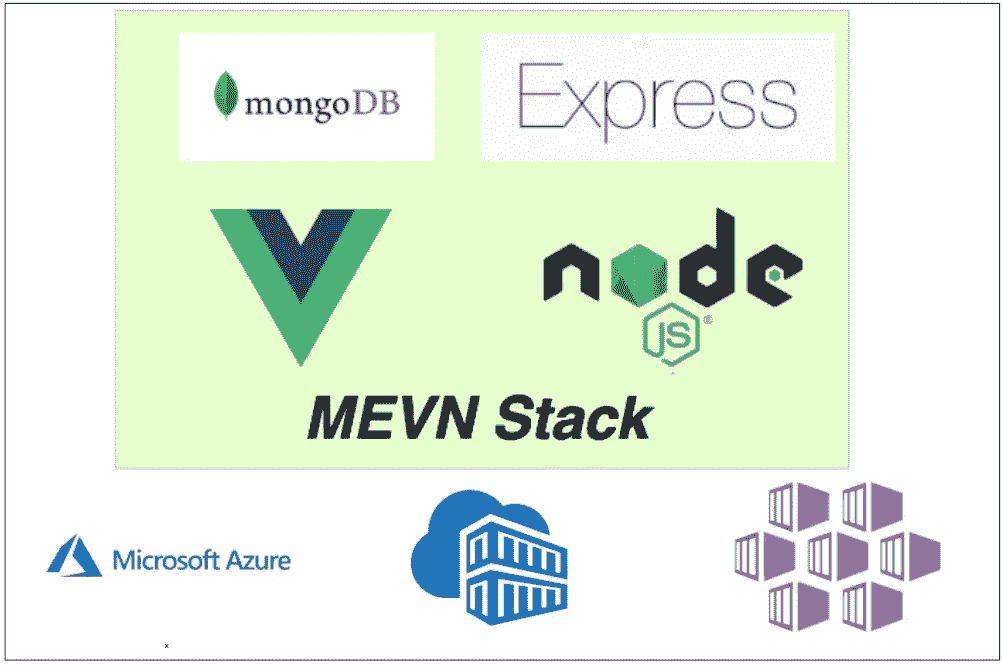 mongoDB
Express
node
JS ®
MEVN Stack
Microsoft Azure
x